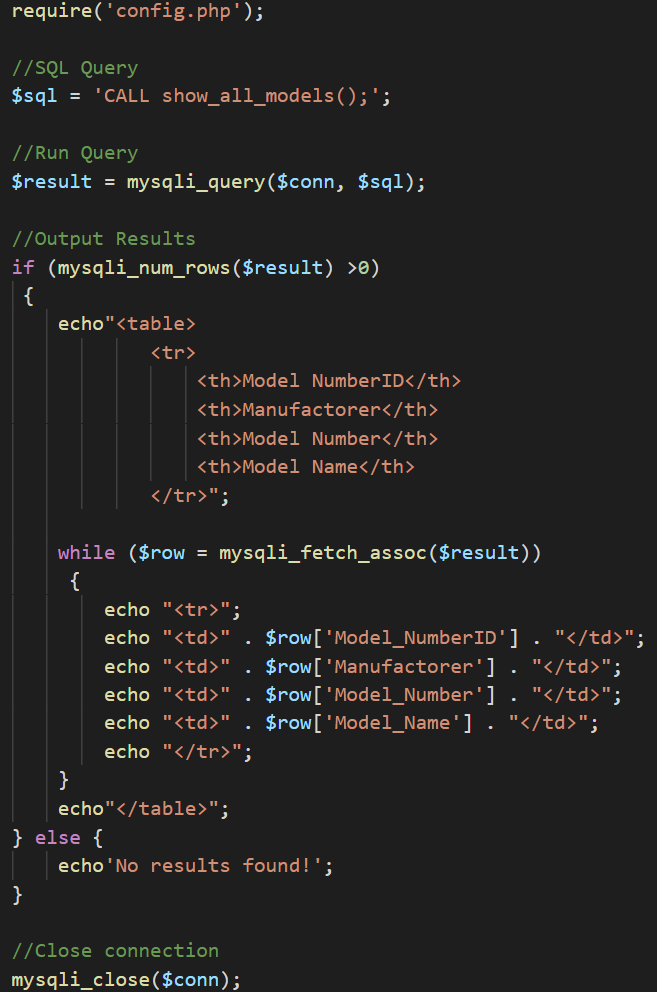 require('config.php');
//SQL Query
$sql = 'CALL show_all_models();';
//Run Query
$result = mysqli_query($conn, $sql);
//Output Results
if (mysqli_num_rows($result) >0)
{
echo"<table>
<tr>
<th>Model NumberID</th>
<th>Manufactorer</th>
<th>Model Number</th>
<th>Model Name</th>
</tr>";
while ($row = mysqli_fetch_assoc($result))
{
echo "<tr>";
echo "<td>" . $row['Model_NumberID'] . "</td>";
echo "<td>" . $row['Manufactorer'] . "</td>";
echo "<td>" . $row['Model_Number'] . "</td>";
echo "<td>" . $row['Model_Name'] . "</td>";
echo "</tr>";
}
echo"</table>";
} else {
echo'No results found!';
}
//Close connection
mysqli_close($conn);